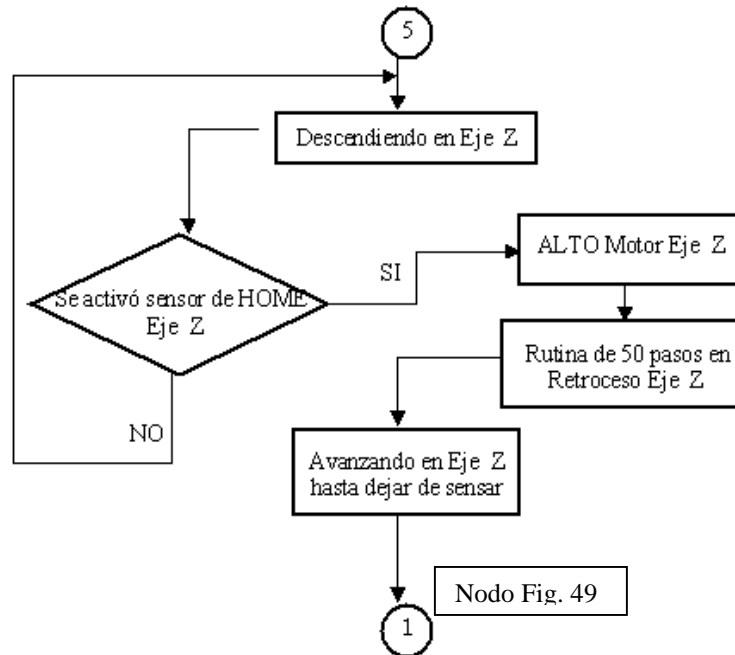 5
Descendiendo en Eje Z
Se activó sensor de HOME
Eje Z
SI
NO
ALTO Motor Eje Z
Rutina de 50 pasos en
Retroceso Eje Z
Avanzando en Eje Z
hasta dejar de sensar
Nodo Fig. 49
1